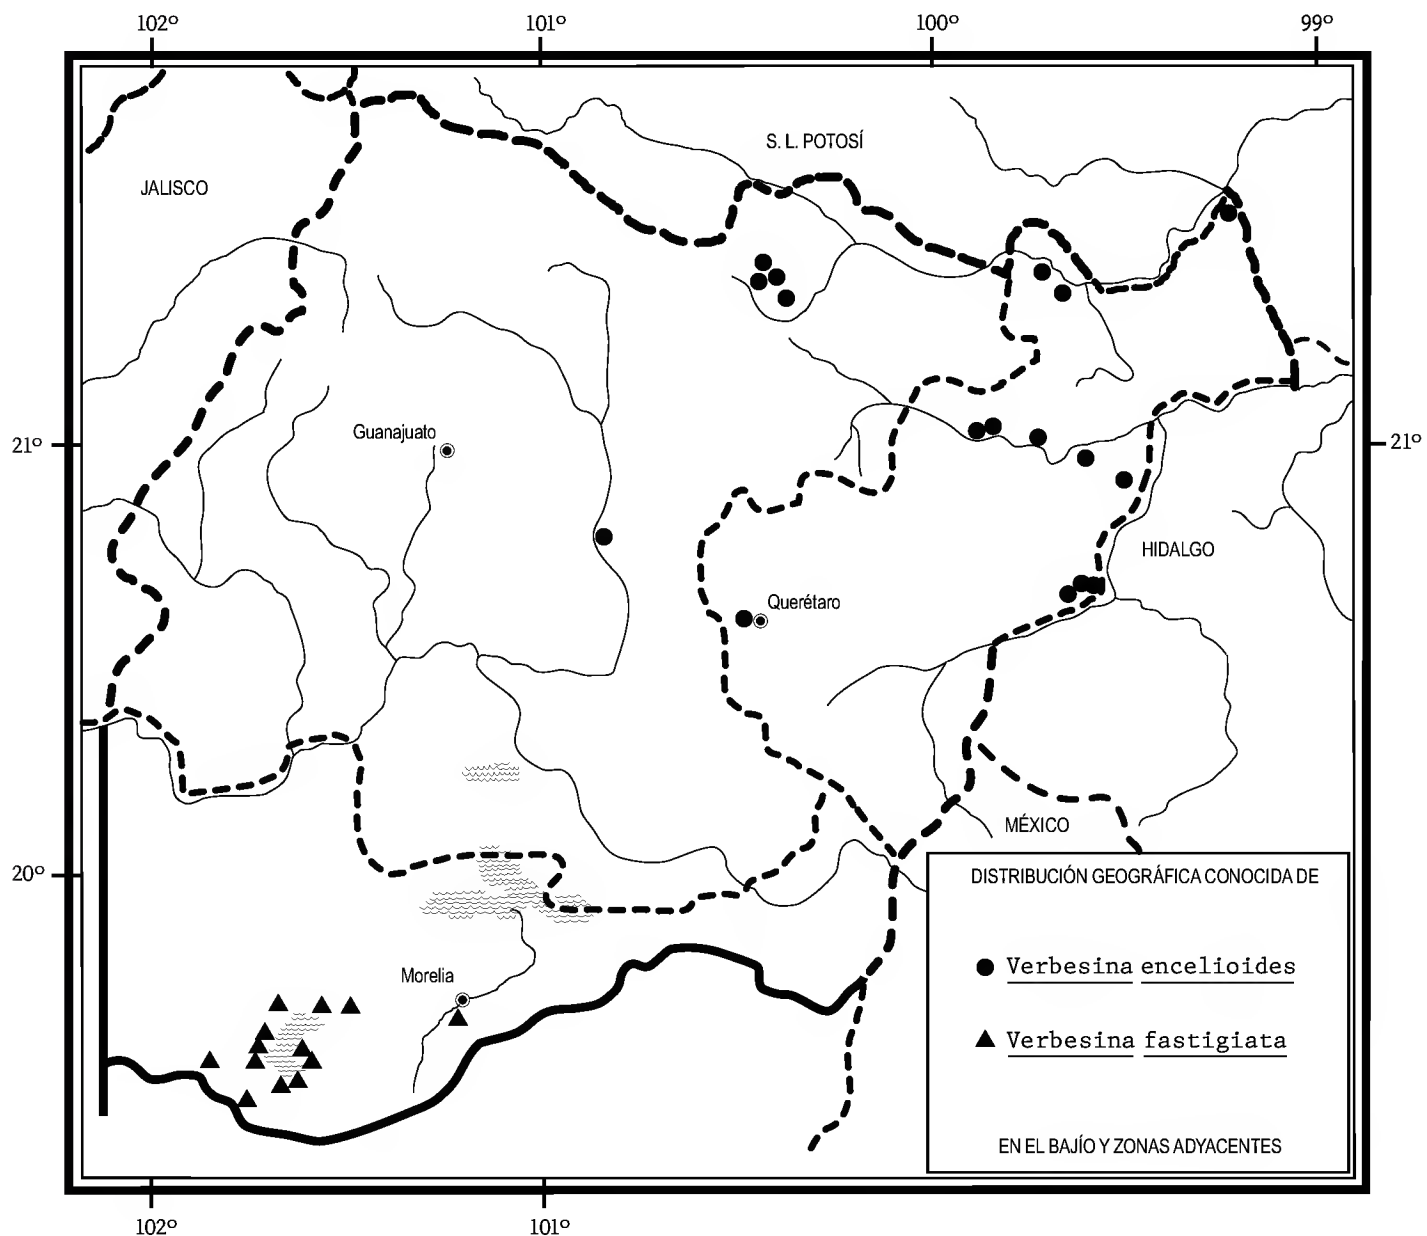 102º 101º 100º 99º
S. L. POTOSÍ
JALISCO
Guanajuato
21º
21º
HIDALGO
Querétaro
MÉXICO
20º
DISTRIBUCIÓN GEOGRÁFICA CONOCIDA DE
Verbesina encelioides
Morelia
Verbesina fastigiata
EN EL BAJÍO Y ZONAS ADYACENTES
102º 101º